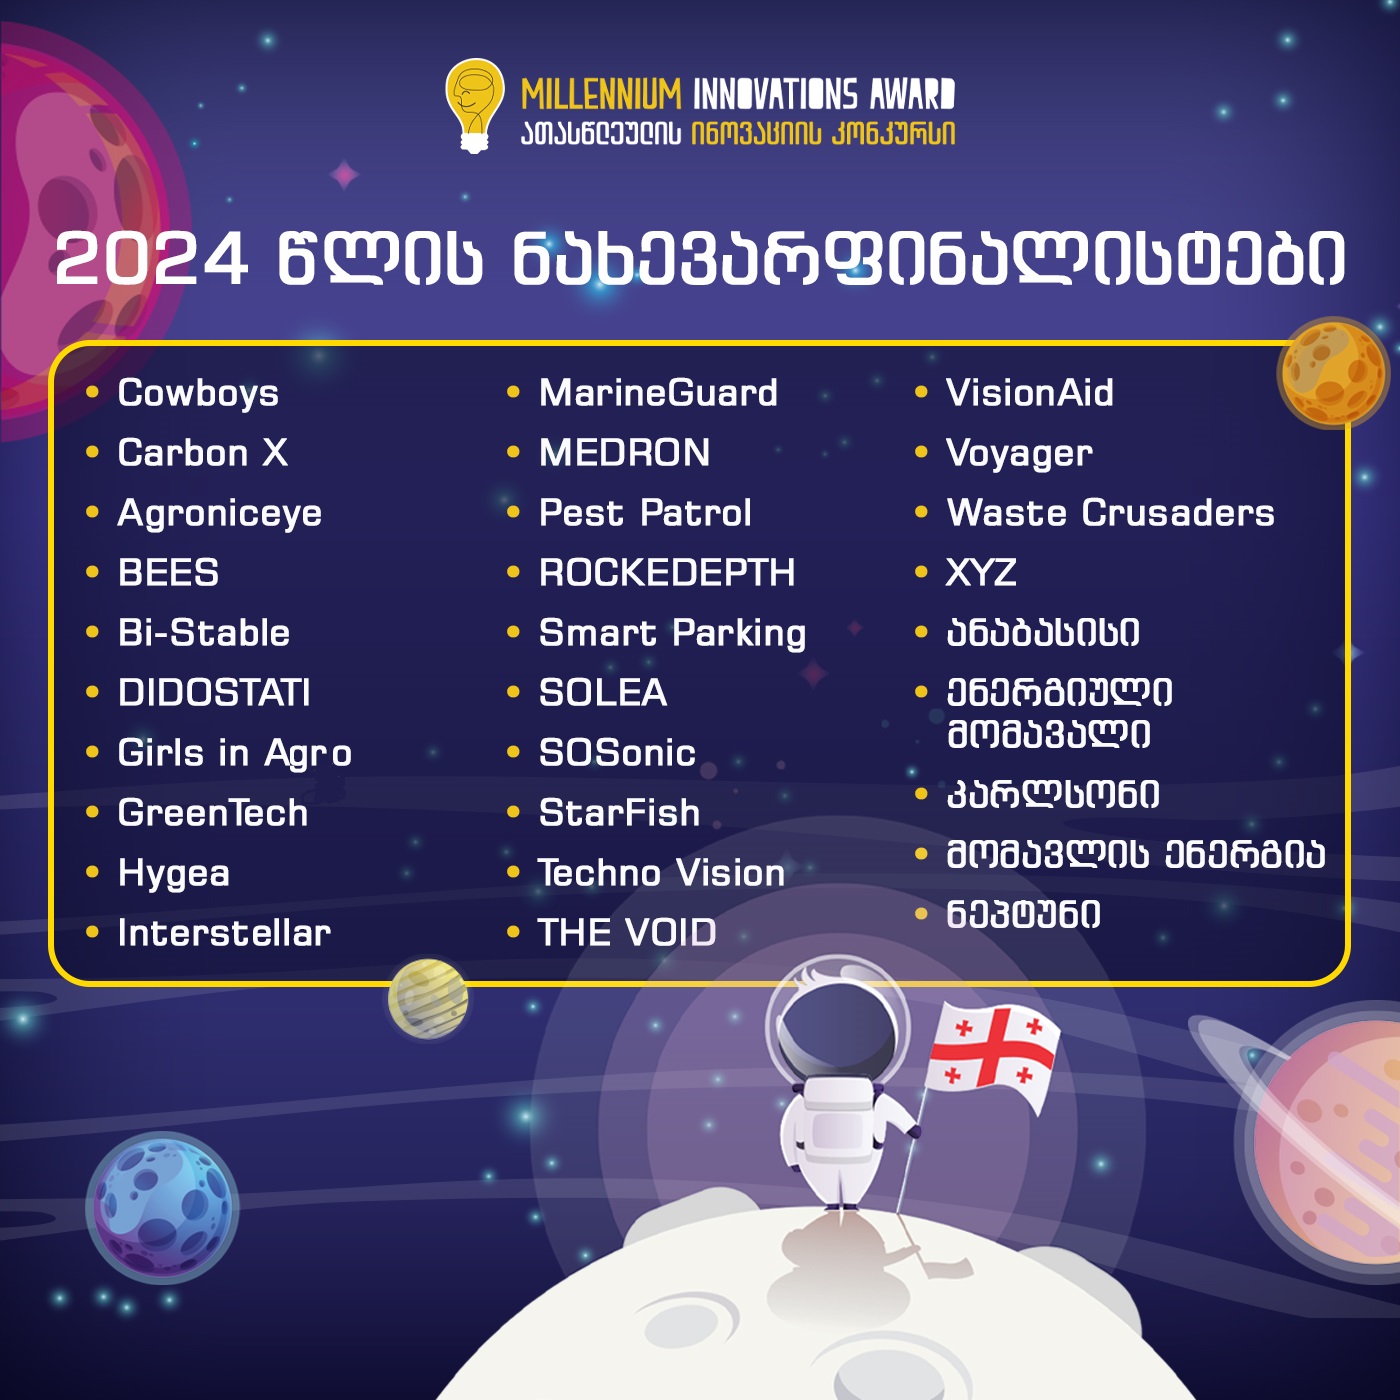 MILLENNIUM INNOVATIONS AWARD
ათასწლეულის ინოვაციის კონკურსი
2024 წლის ნახევარფინალისტები
Cowboys
Carbon X
Agroniceye
BEES
Bi-Stable
DIDOSTATI
Girls in Agro
GreenTech
Hygea
Interstellar
MarineGuard
MEDRON
Pest Patrol
ROCKEDEPTH
Smart Parking
SOLEA
SOSonic
StarFish
Techno Vision
THE VOID
VisionAid
Voyager
Waste Crusaders
XYZ
ანაბასისი
ენერგიული
მომავალი
კარლსონი
მომავლის ენერგია
ნეპტუნი